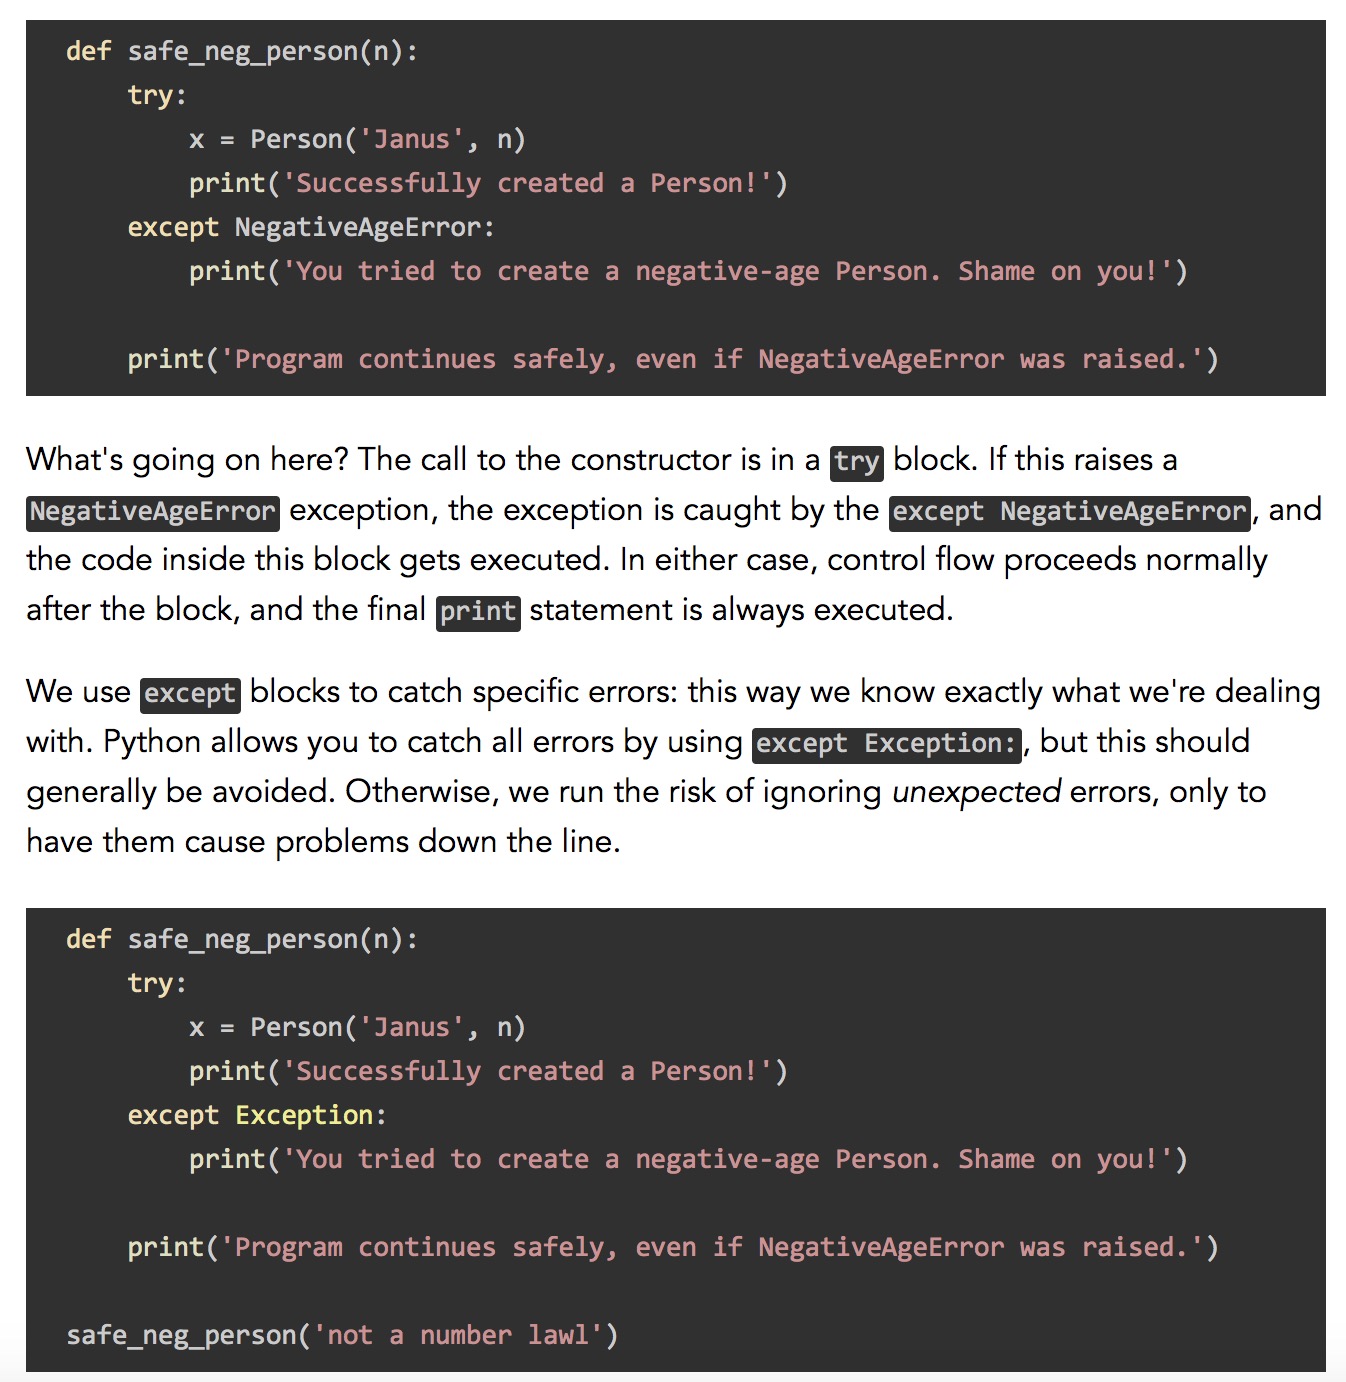 def safe_neg_person(n):
    try:
        x = Person('Janus', n)
        print('Successfully created a Person!')
    except NegativeAgeError:
        print('You tried to create a negative-age Person. Shame on you!')
    print('Program continues safely, even if NegativeAgeError was raised.')
What's going on here? The call to the constructor is in a try block. If this raises a
NegativeAgeError exception, the exception is caught by the except NegativeAgeError, and
the code inside this block gets executed. In either case, control flow proceeds normally
after the block, and the final print statement is always executed.
We use except blocks to catch specific errors: this way we know exactly what we're dealing
with. Python allows you to catch all errors by using except Exception:, but this should
generally be avoided. Otherwise, we run the risk of ignoring unexpected errors, only to
have them cause problems down the line.
def safe_neg_person(n):
    try:
        x = Person('Janus', n)
        print('Successfully created a Person!')
    except Exception:
        print('You tried to create a negative-age Person. Shame on you!')
    print('Program continues safely, even if NegativeAgeError was raised.')
safe_neg_person('not a number lawl')